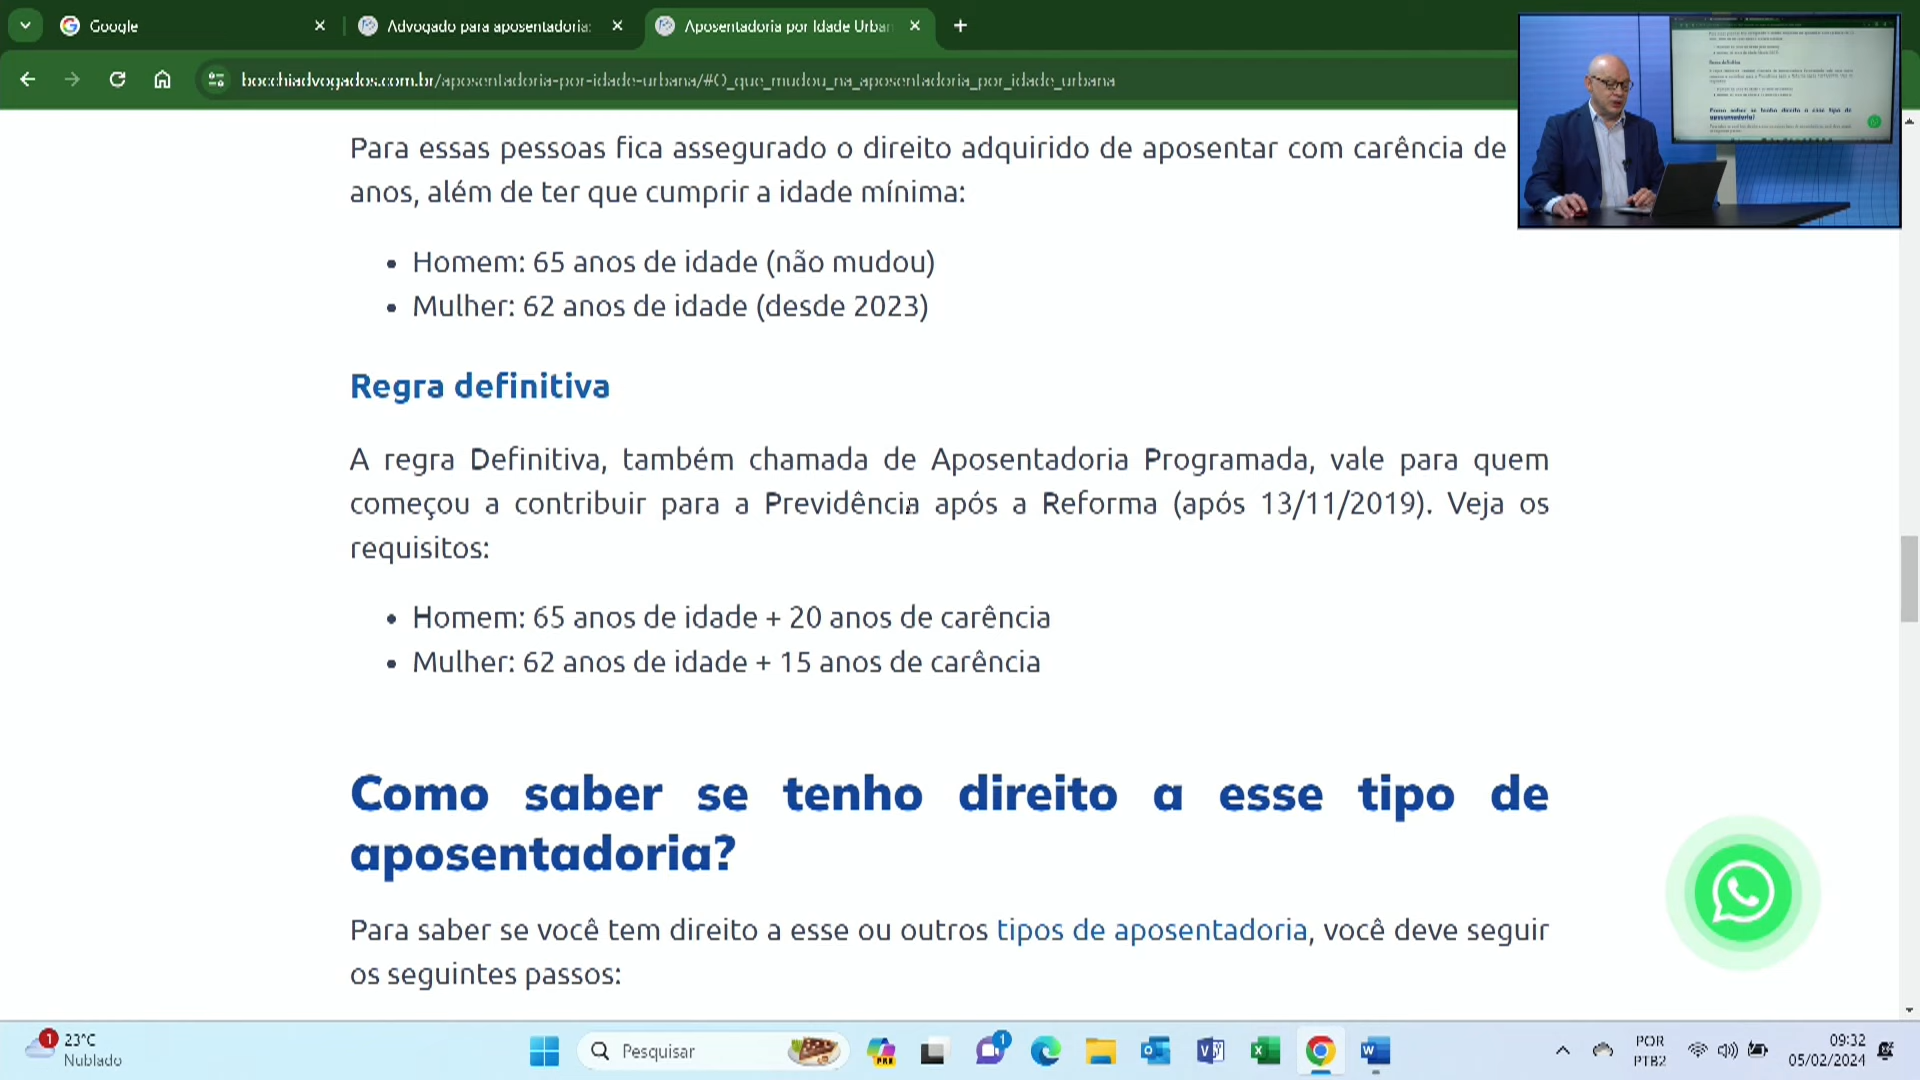 Google
Advogado para aposentadoria:
Aposentadoria por Idade Urban
bocchiadvogados.com.br/aposentadoria-por-idade-urbana/#O_que_mudou_na_aposentadoria_por_idade_urbana
Para essas pessoas fica assegurado o direito adquirido de aposentar com carência de
anos, além de ter que cumprir a idade mínima:
• Homem: 65 anos de idade (não mudou)
• Mulher: 62 anos de idade (desde 2023)
Regra definitiva
A regra Definitiva, também chamada de Aposentadoria Programada, vale para quem
começou a contribuir para a Previdência após a Reforma (após 13/11/2019). Veja os
requisitos:
• Homem: 65 anos de idade + 20 anos de carência
• Mulher: 62 anos de idade + 15 anos de carência
Como saber se tenho direito a esse tipo de
aposentadoria?
Para saber se você tem direito a esse ou outros tipos de aposentadoria, você deve seguir
os seguintes passos:
1
23°C
Nublado
Pesquisar
PRE
1
POR
PTB2
09:32
05/02/2024